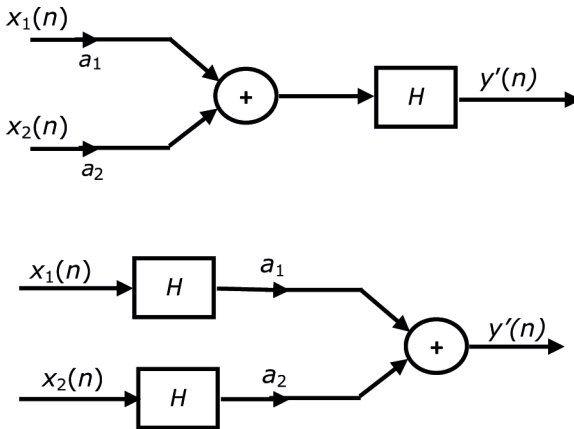 x₁(n)
a₁
x₂(n)
a₂
+
H
y'(n)
x₁(n)
H
a₁
x₂(n)
H
a₂
+
y'(n)